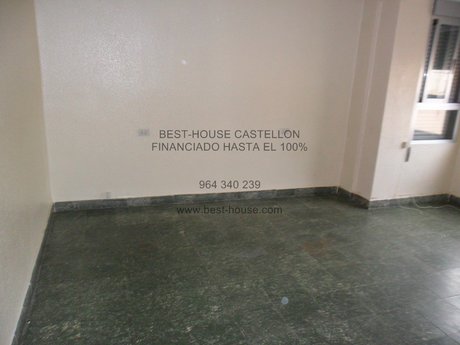 BEST-HOUSE CASTELLON
FINANCIADO HASTA EL 100%
964 340 239
www.best-house.com